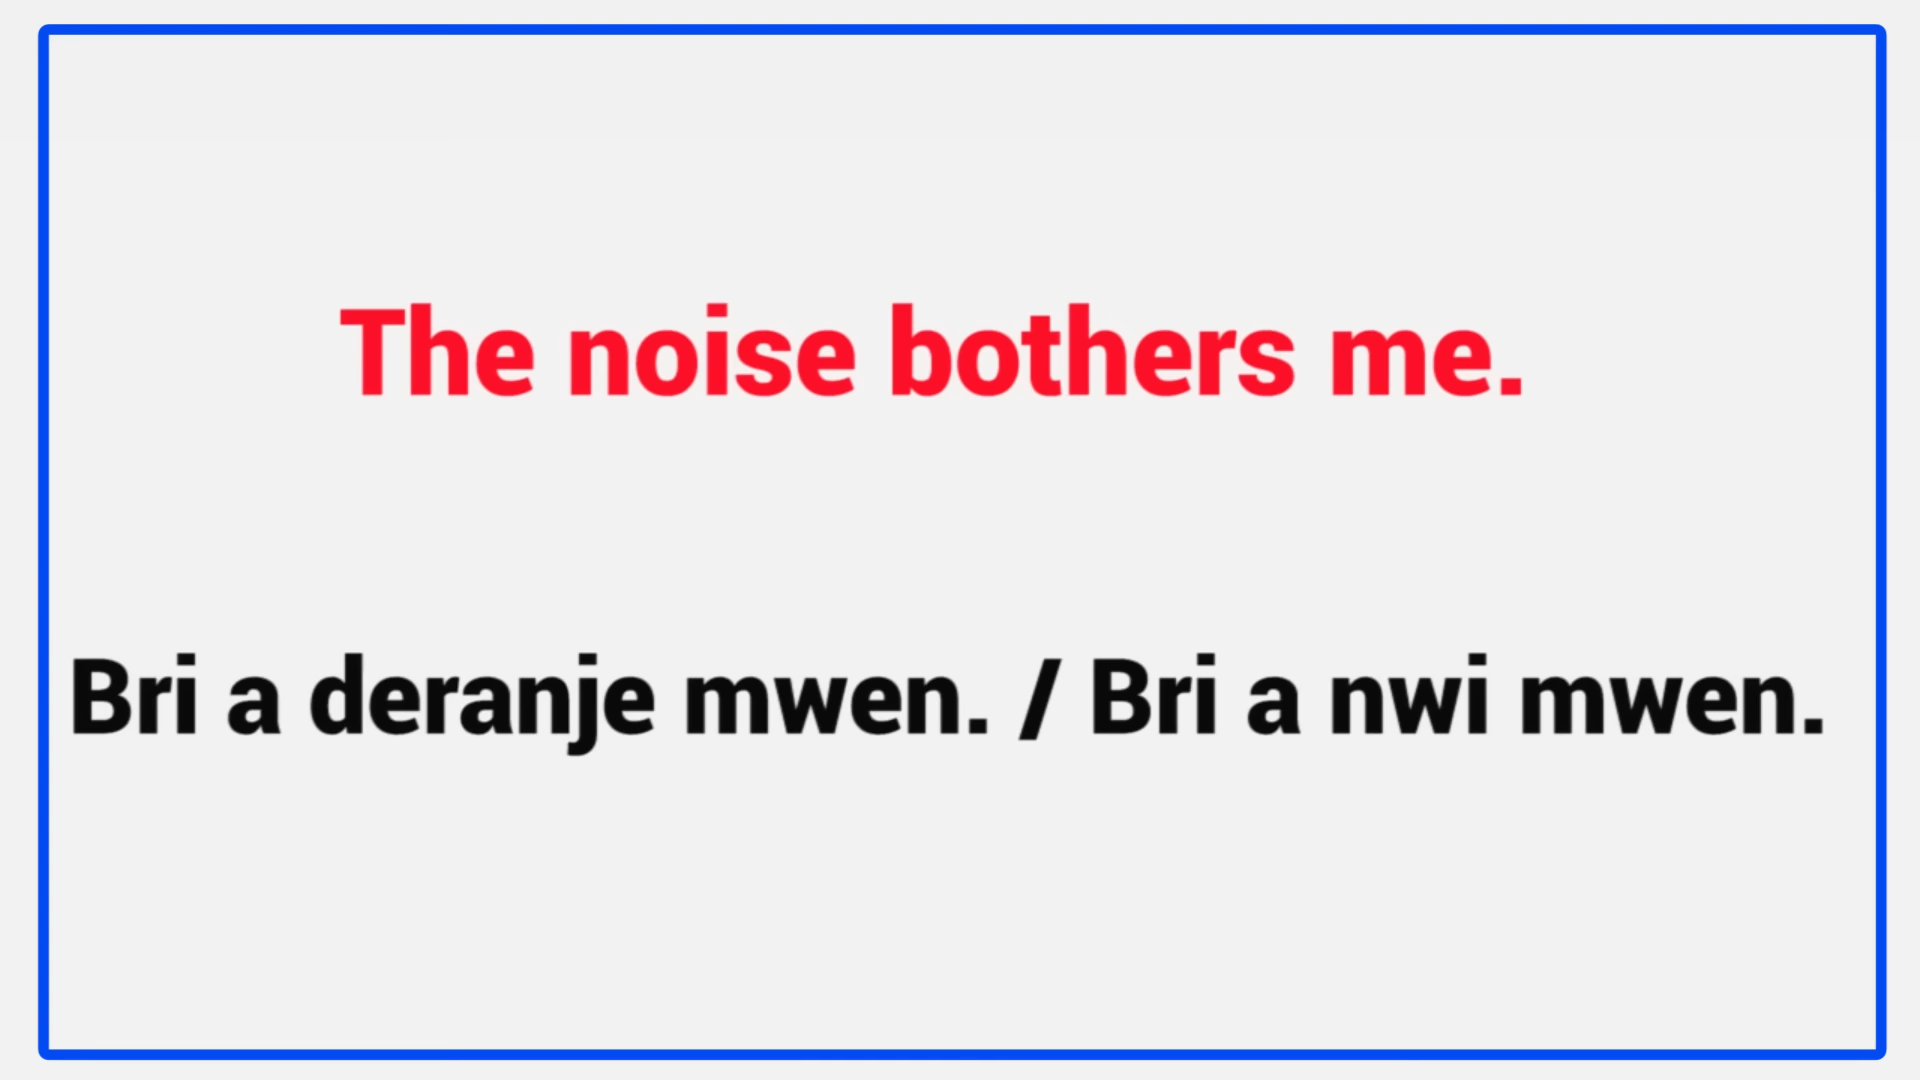 The noise bothers me.
Bri a deranje mwen. / Bri a nwi mwen.